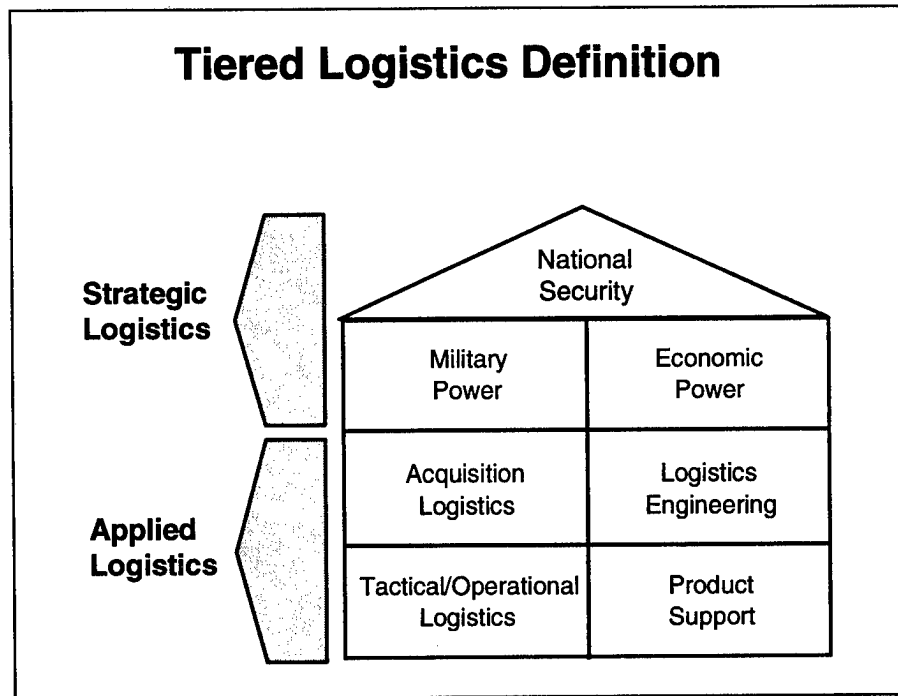 Tiered Logistics Definition
National
Security
Strategic
Logistics
Military
Power
Economic
Power
Acquisition
Logistics
Logistics
Engineering
Applied
Logistics
Tactical/Operational
Logistics
Product
Support